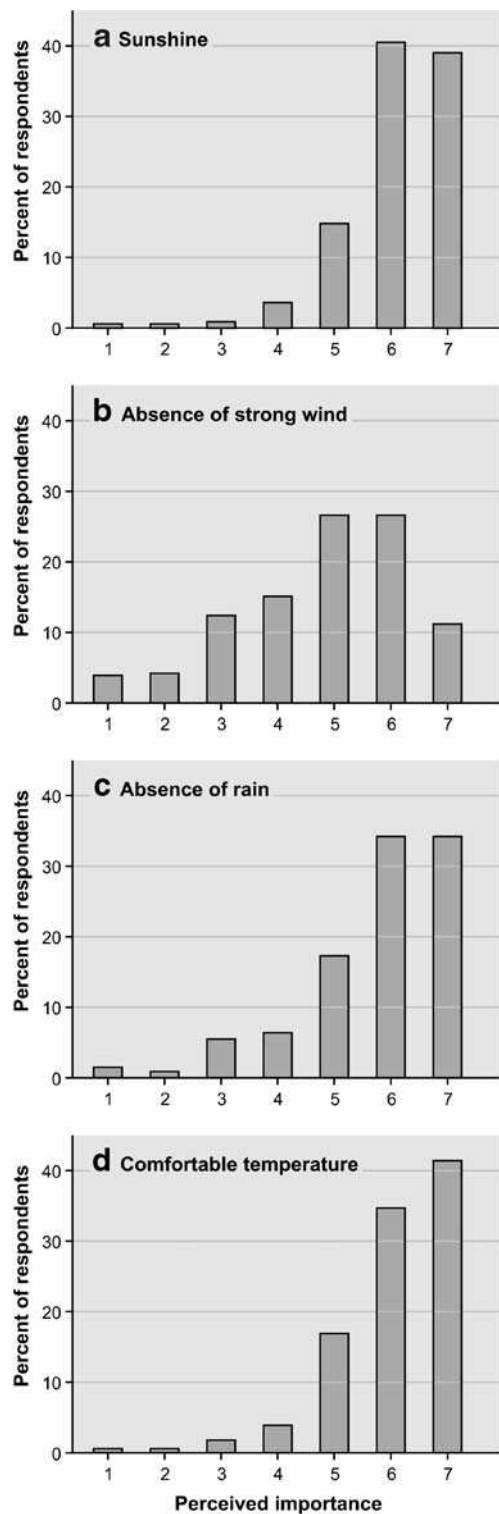 a Sunshine
Percent of respondents
40
30
20
10
0
1 2 3 4 5 6 7
b Absence of strong wind
Percent of respondents
40
30
20
10
0
1 2 3 4 5 6 7
c Absence of rain
Percent of respondents
40
30
20
10
0
1 2 3 4 5 6 7
d Comfortable temperature
Percent of respondents
40
30
20
10
0
1 2 3 4 5 6 7
Perceived importance